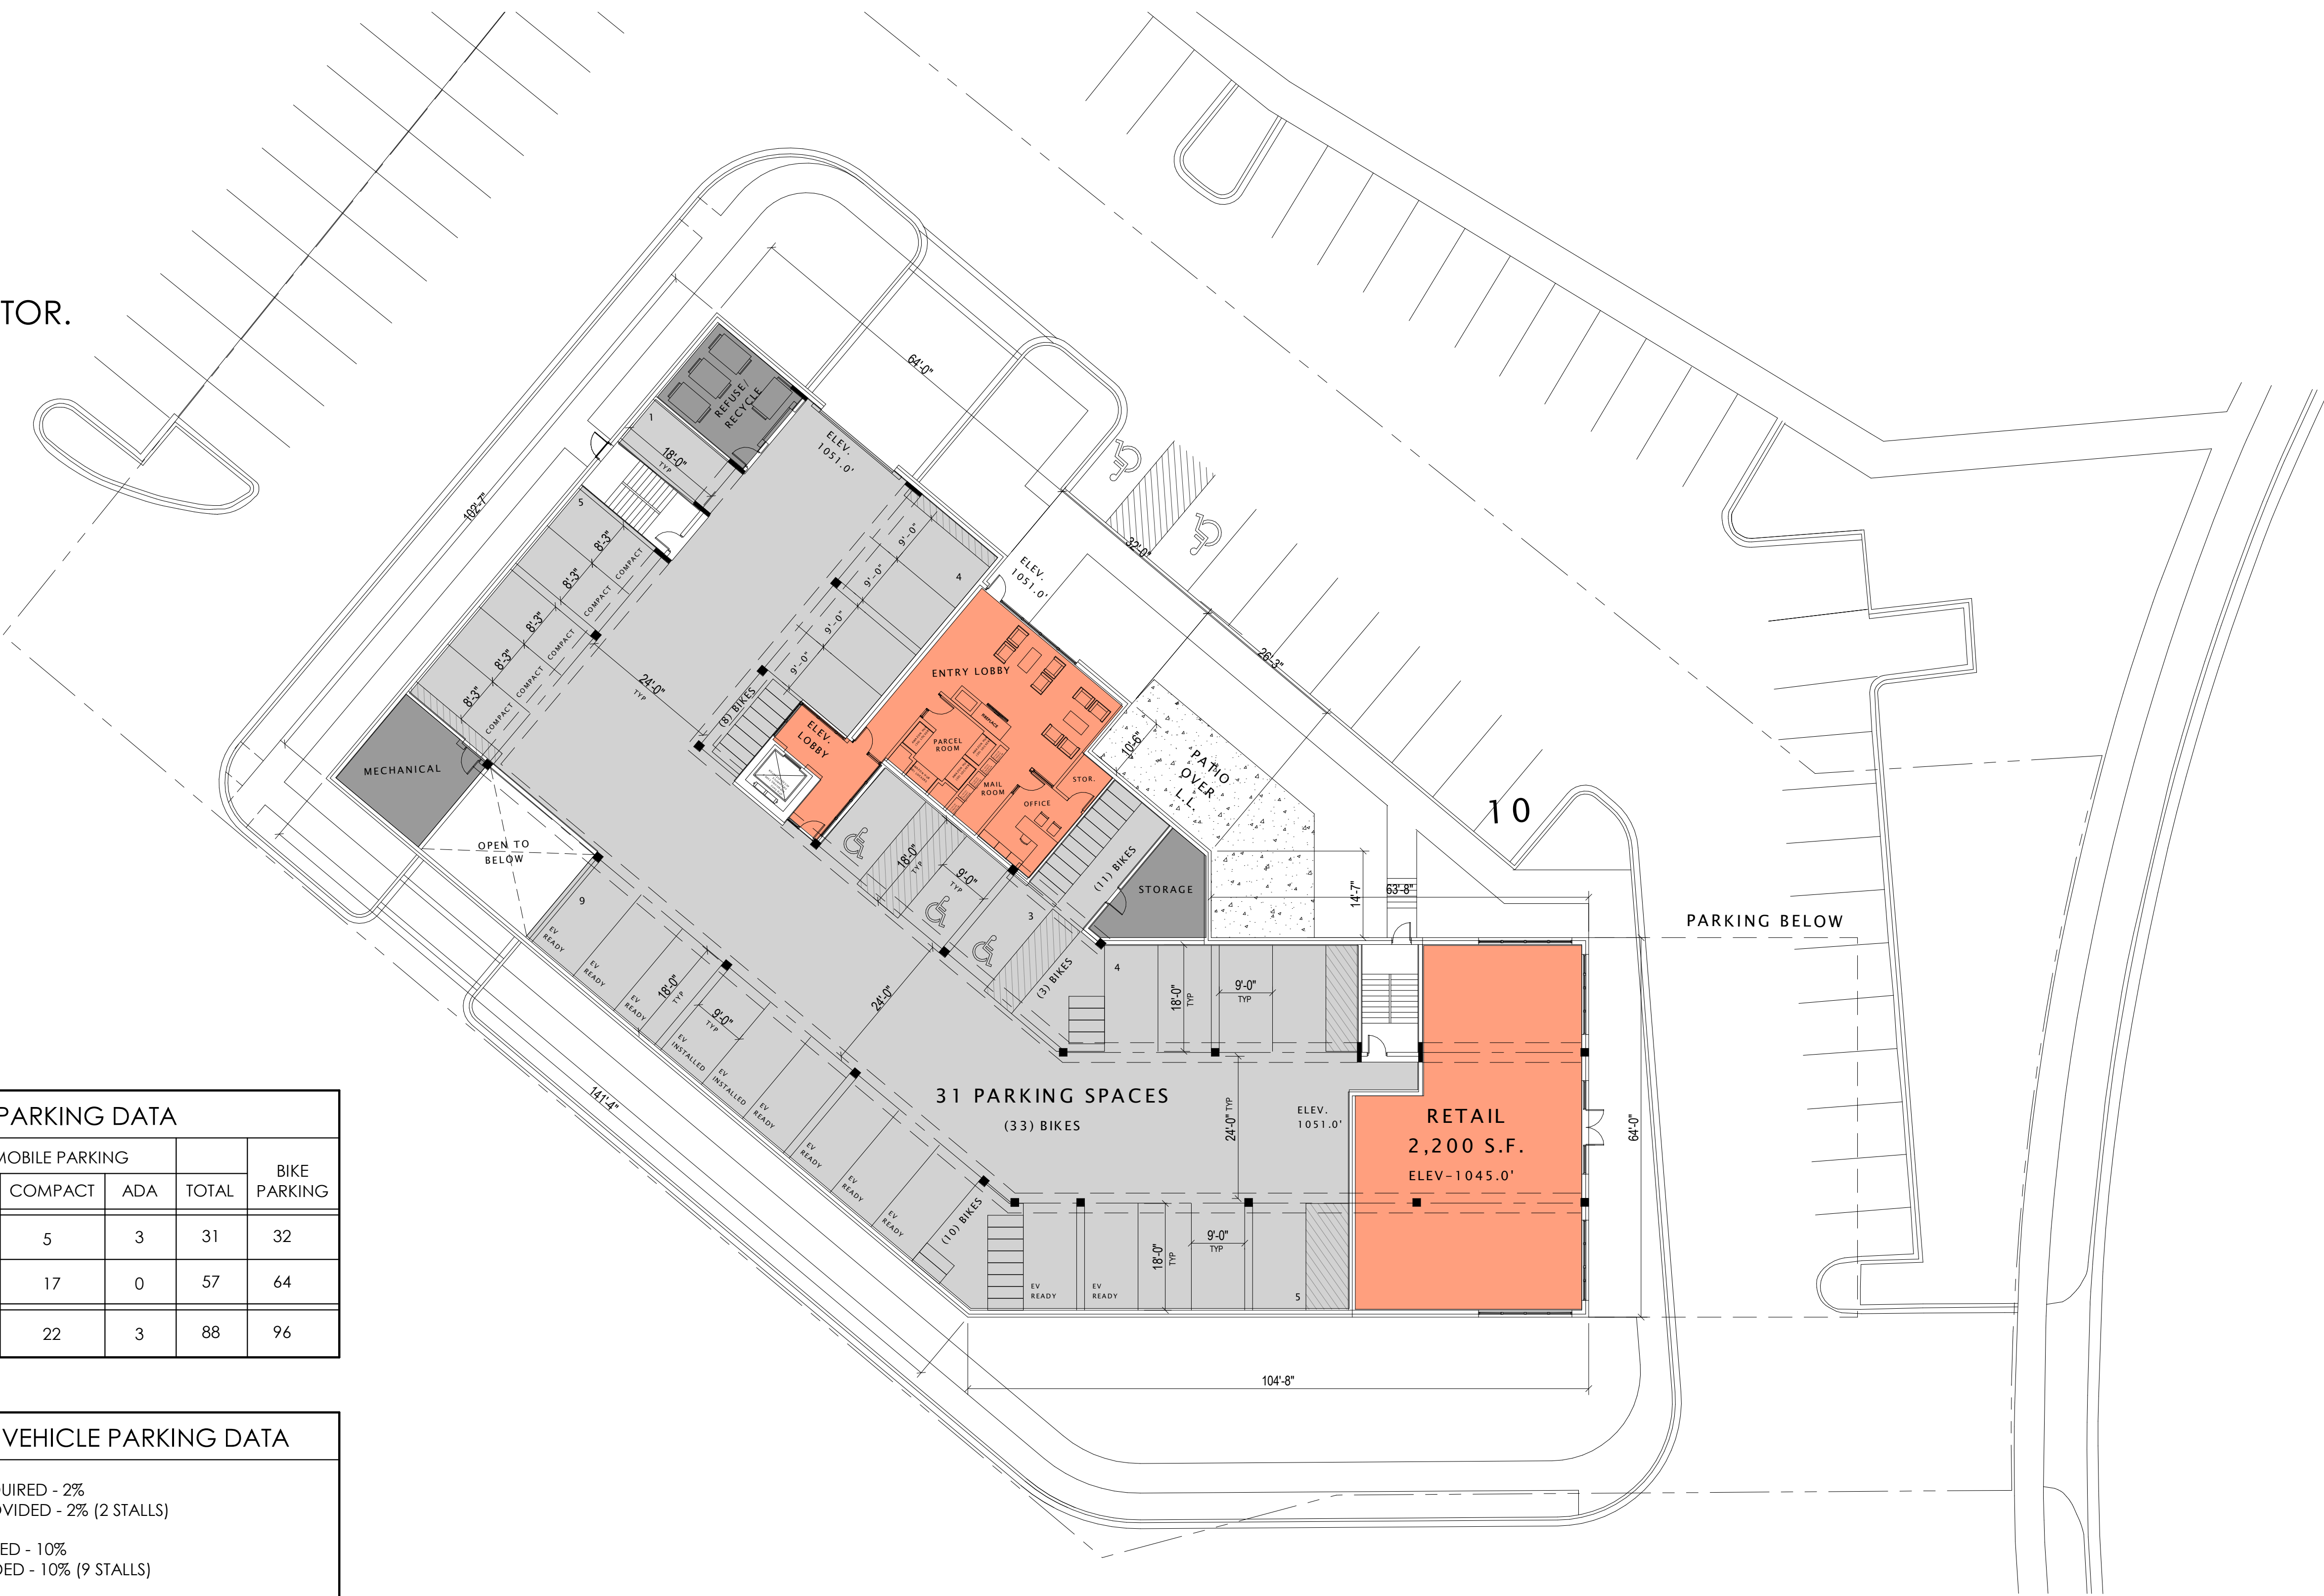 TOR.
REFUSE/
RECYCLE
1
18'-0"
TYP
ELEV.
1051.0'
64'-0"
102'-7"
5
8'-3"
8'-3"
8'-3"
8'-3"
8'-3"
COMPACT
COMPACT
COMPACT
COMPACT
COMPACT
9'-0"
9'-0"
9'-0"
9'-0"
4
24'-0"
TYP
(8) BIKES
MECHANICAL
OPEN TO
BELOW
ELEV.
LOBBY
ELEV.
1051.0'
ENTRY LOBBY
PARCEL
ROOM
MAIL
ROOM
STOR.
OFFICE
32'-0"
26'-3"
10'-6"
PATIO
OVER
L.L.
10
18'-0"
TYP
9'-0"
TYP
3
(11) BIKES
STORAGE
(3) BIKES
14'-7"
63'-8"
PARKING BELOW
9
EV
READY
EV
READY
EV
READY
18'-0"
TYP
9'-0"
TYP
EV
INSTALLED
EV
INSTALLED
EV
READY
EV
READY
EV
READY
EV
READY
(10) BIKES
24'-0"
141'-4"
4
18'-0"
TYP
9'-0"
TYP
31 PARKING SPACES
(33) BIKES
24'-0" TYP
ELEV.
1051.0'
RETAIL
2,200 S.F.
ELEV-1045.0'
64'-0"
18'-0"
TYP
9'-0"
TYP
EV
READY
EV
READY
5
104'-8"
PARKING DATA
MOBILE PARKING
COMPACT ADA TOTAL BIKE
PARKING
5 3 31 32
17 0 57 64
22 3 88 96
VEHICLE PARKING DATA
UIRED - 2%
VIDED - 2% (2 STALLS)
ED - 10%
DED - 10% (9 STALLS)